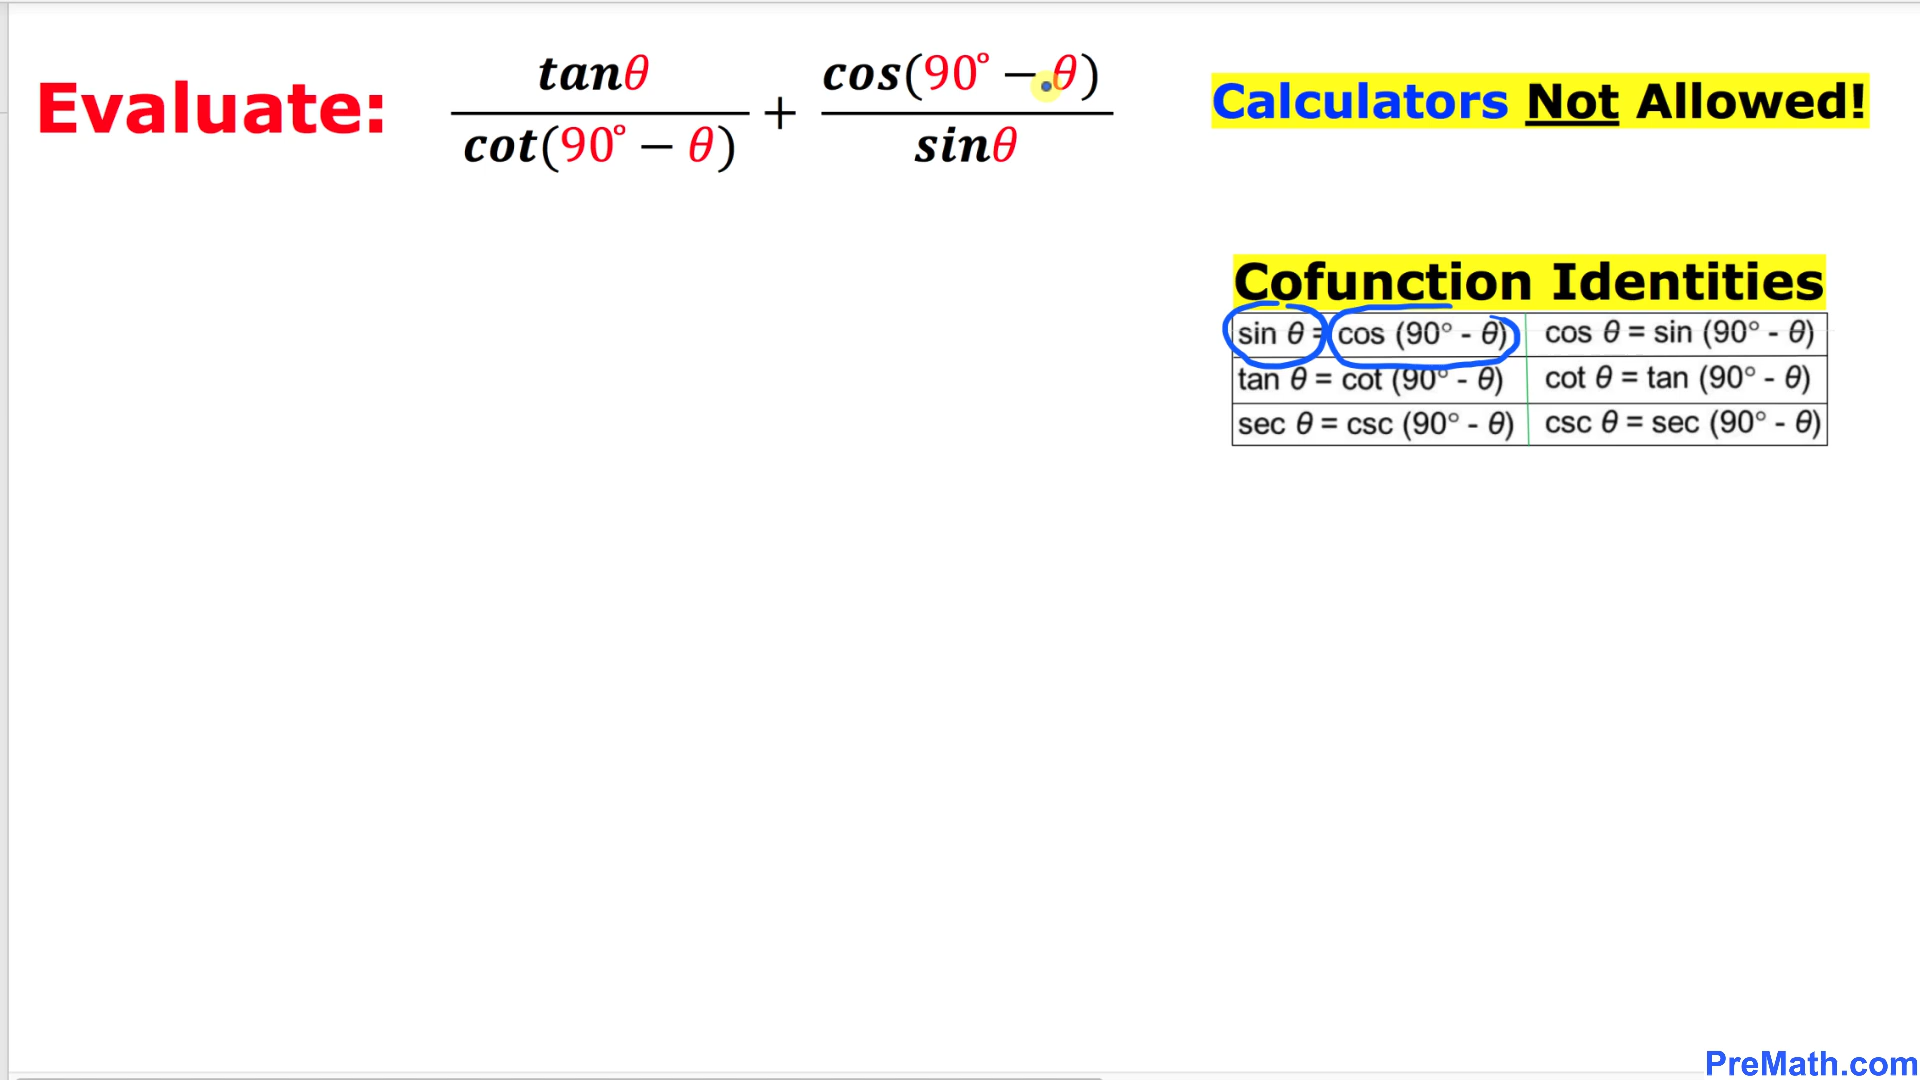 Evaluate: tanθ / cot(90° − θ) + cos(90° − θ) / sinθ
Calculators Not Allowed!
Cofunction Identities
sin θ = cos (90° - θ) cos θ = sin (90° - θ)
tan θ = cot (90° - θ) cot θ = tan (90° - θ)
sec θ = csc (90° - θ) csc θ = sec (90° - θ)
PreMath.com